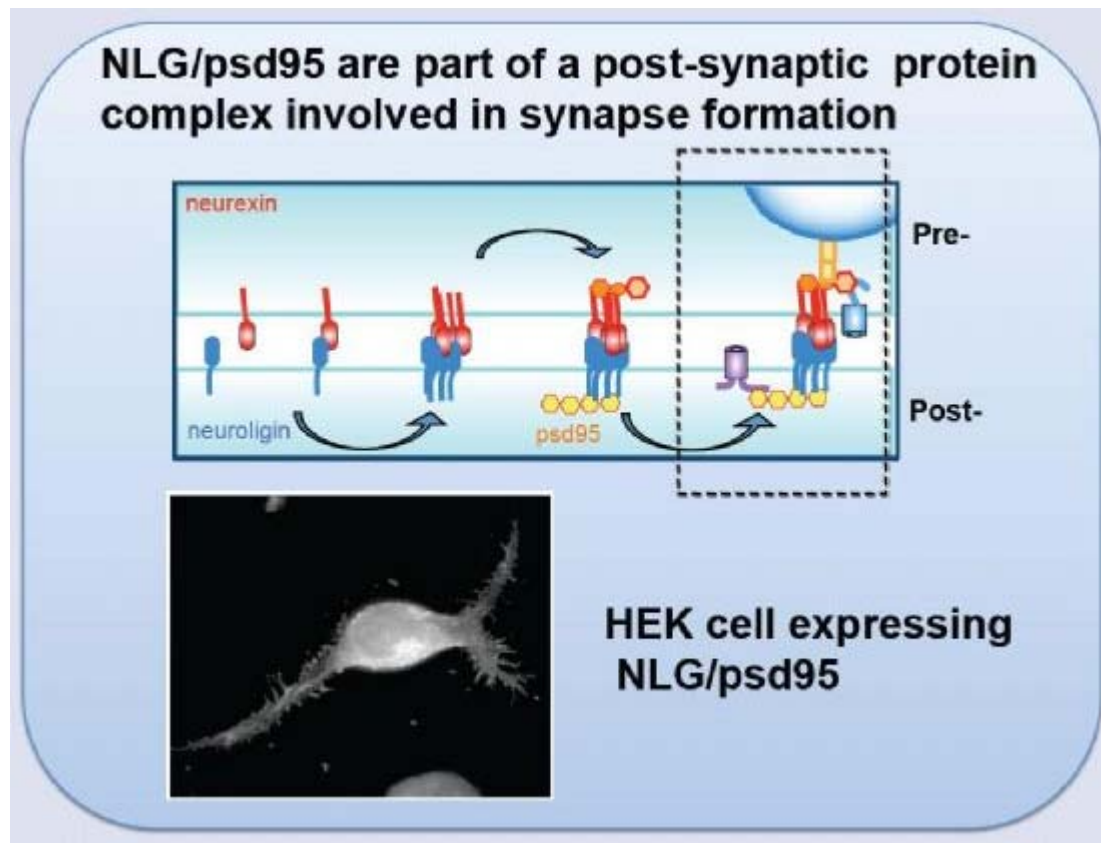 NLG/psd95 are part of a post-synaptic protein
complex involved in synapse formation
neurexin
Pre-
Post-
neuroligin
psd95
HEK cell expressing
NLG/psd95